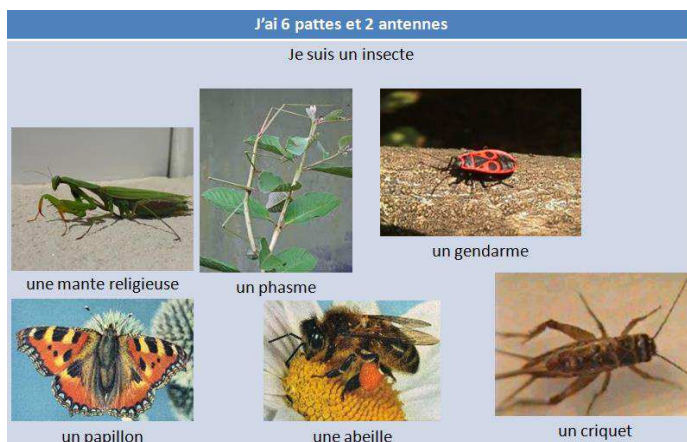 J'ai 6 pattes et 2 antennes
Je suis un insecte
une mante religieuse
un phasme
un gendarme
un papillon
une abeille
un criquet